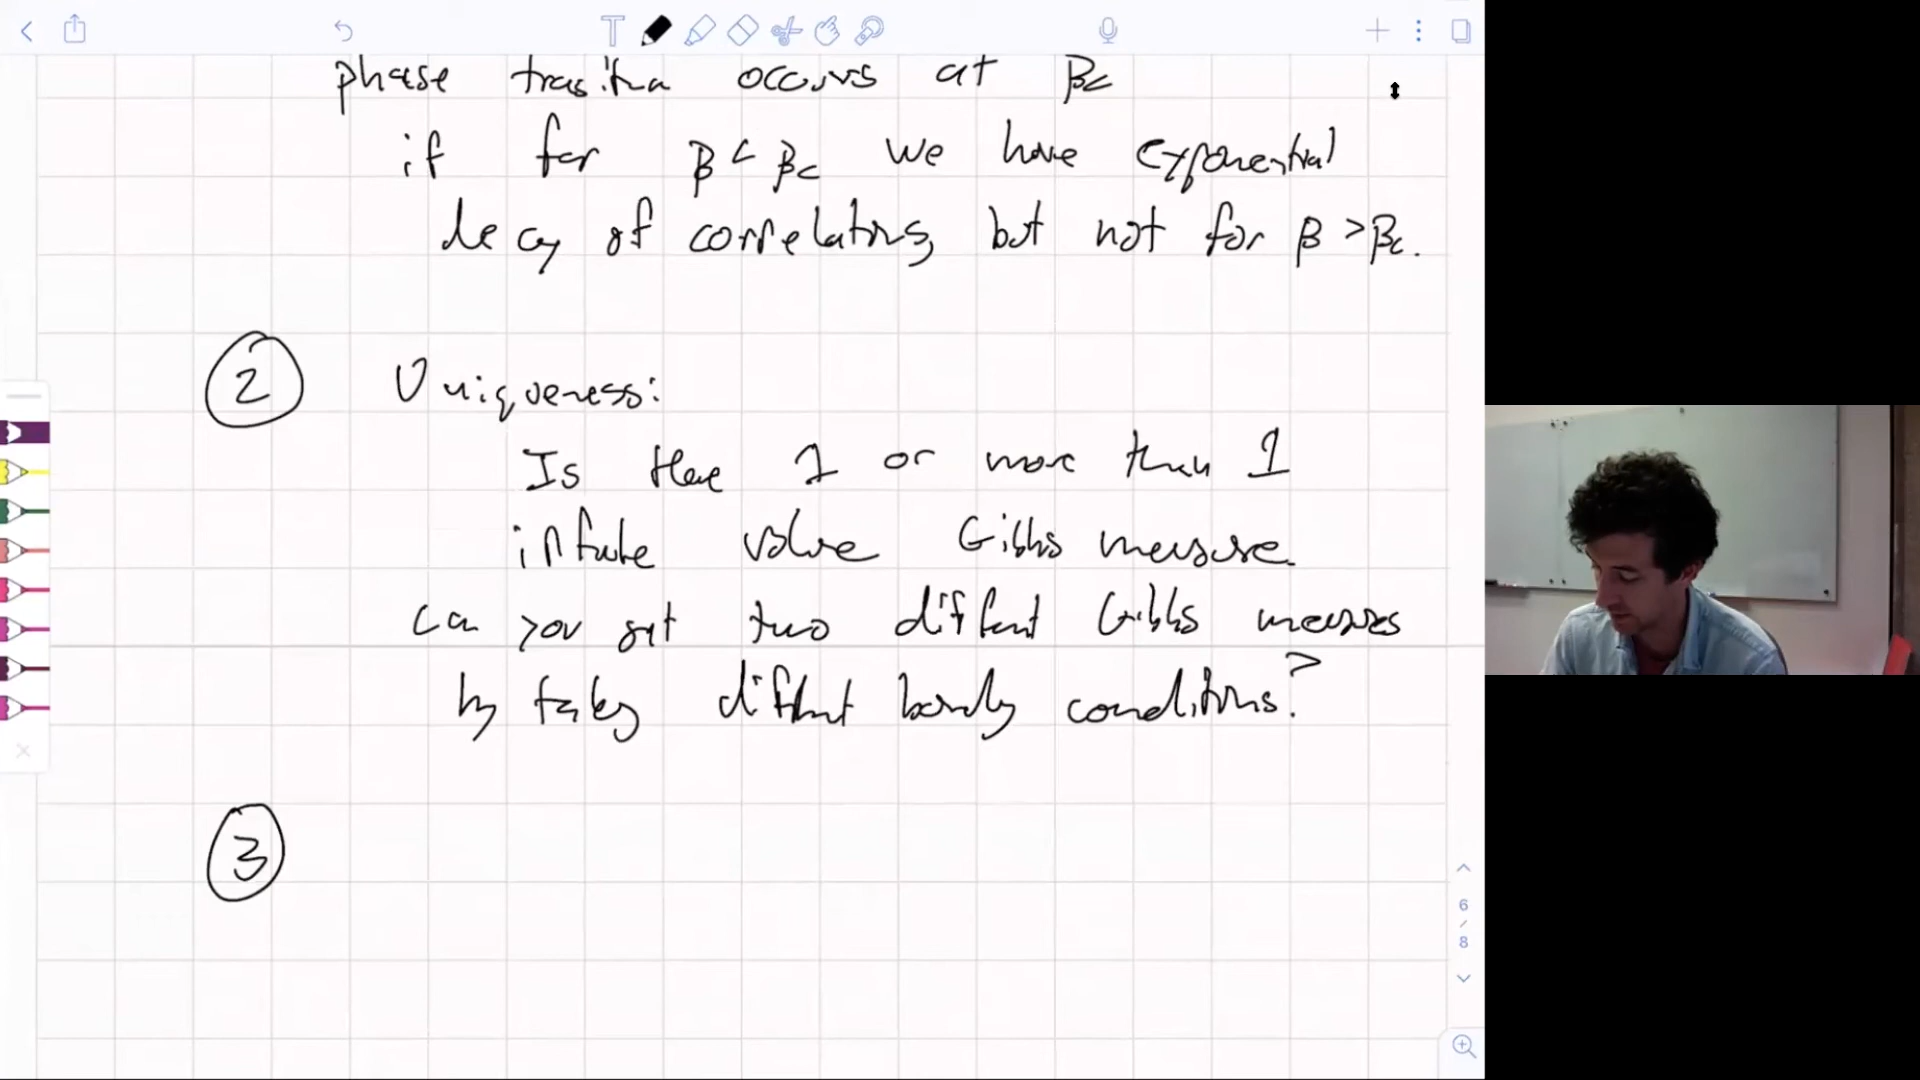 phase transition occurs at βc
if for β < βc we have exponential
decay of correlations, but not for β > βc.
② Uniqueness:
Is there 1 or more than 1
infinite volume Gibbs measure.
can you get two different Gibbs measures
by taking different boundary conditions?
③
6
/
8